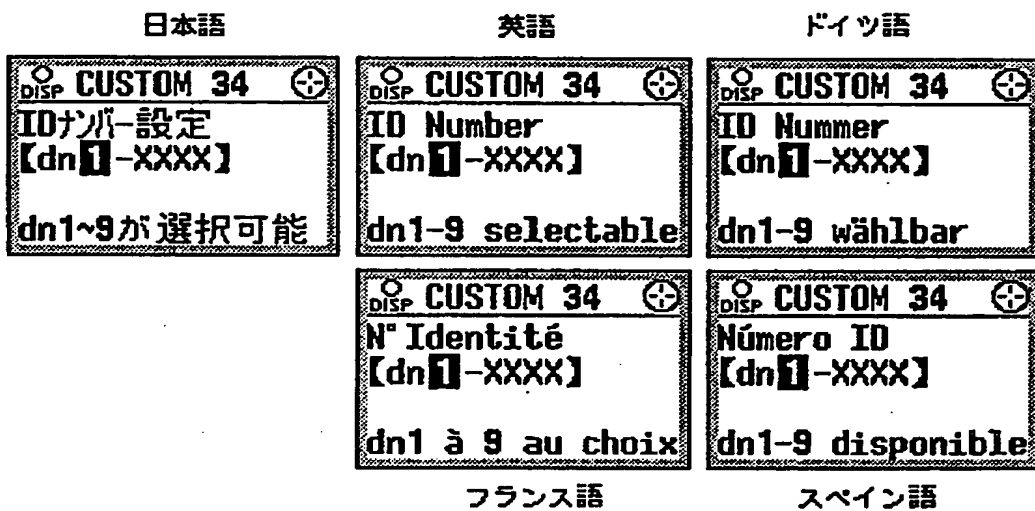 日本語
DISP CUSTOM 34
IDナンバー設定
【dn1-XXXX】
dn1~9が選択可能
英語
DISP CUSTOM 34
ID Number
【dn1-XXXX】
dn1-9 selectable
ドイツ語
DISP CUSTOM 34
ID Nummer
【dn1-XXXX】
dn1-9 wählbar
DISP CUSTOM 34
N° Identité
【dn1-XXXX】
dn1 à 9 au choix
フランス語
DISP CUSTOM 34
Número ID
【dn1-XXXX】
dn1-9 disponible
スペイン語